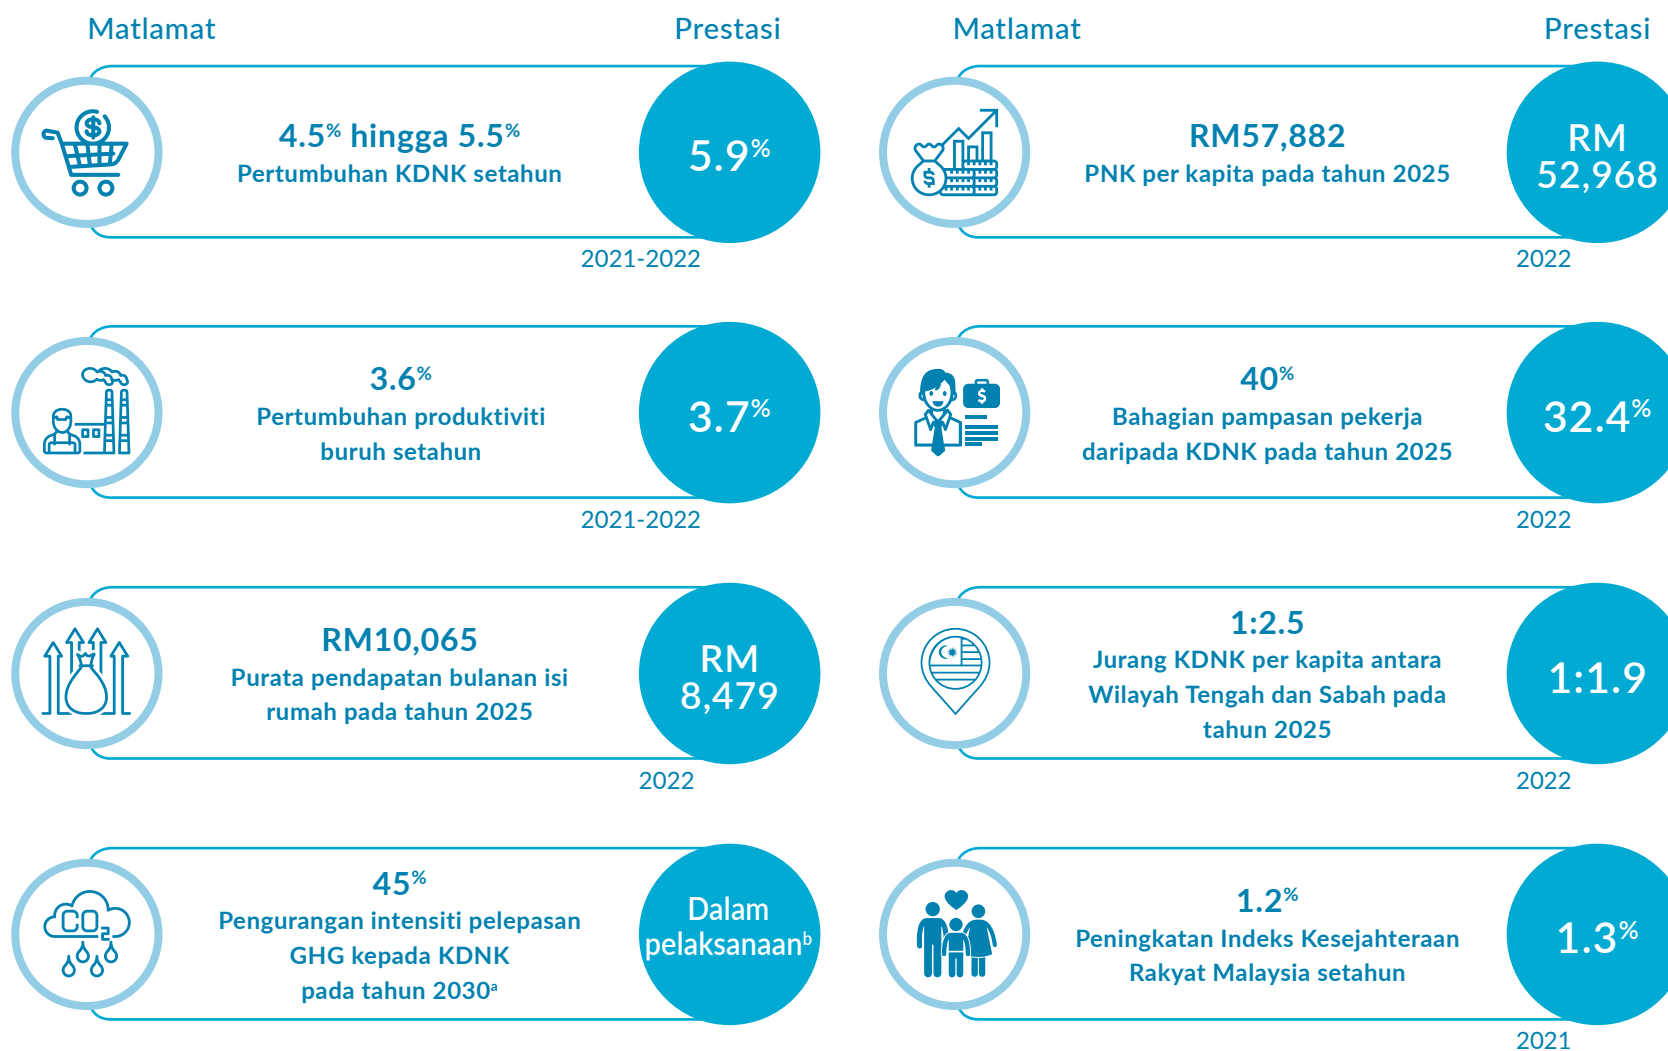 Matlamat
Prestasi
4.5% hingga 5.5%
Pertumbuhan KDNK setahun
5.9%
2021-2022
3.6%
Pertumbuhan produktiviti
buruh setahun
3.7%
2021-2022
RM10,065
Purata pendapatan bulanan isi
rumah pada tahun 2025
RM
8,479
2022
CO2
45%
Pengurangan intensiti pelepasan
GHG kepada KDNK
pada tahun 2030ᵃ
Dalam
pelaksanaanᵇ
Matlamat
Prestasi
RM57,882
PNK per kapita pada tahun 2025
RM
52,968
2022
40%
Bahagian pampasan pekerja
daripada KDNK pada tahun 2025
32.4%
2022
1:2.5
Jurang KDNK per kapita antara
Wilayah Tengah dan Sabah pada
tahun 2025
1:1.9
2022
1.2%
Peningkatan Indeks Kesejahteraan
Rakyat Malaysia setahun
1.3%
2021